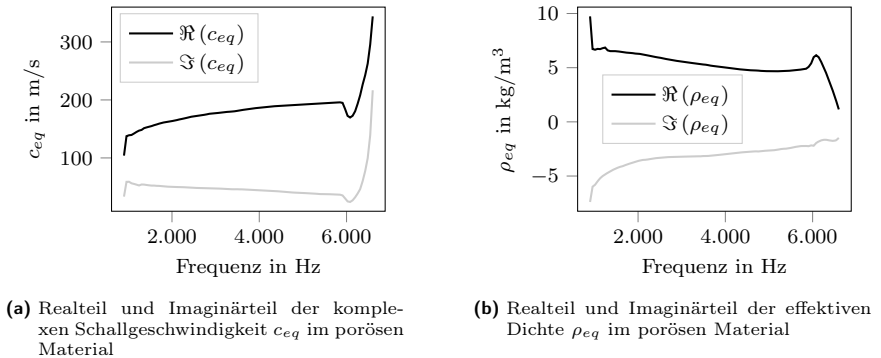 300
200
100
c_eq in m/s
ℜ (c_eq)
ℑ (c_eq)
2.000 4.000 6.000
Frequenz in Hz
(a) Realteil und Imaginärteil der komple-
xen Schallgeschwindigkeit c_eq im porösen
Material
10
5
0
−5
ρ_eq in kg/m³
ℜ (ρ_eq)
ℑ (ρ_eq)
2.000 4.000 6.000
Frequenz in Hz
(b) Realteil und Imaginärteil der effektiven
Dichte ρ_eq im porösen Material